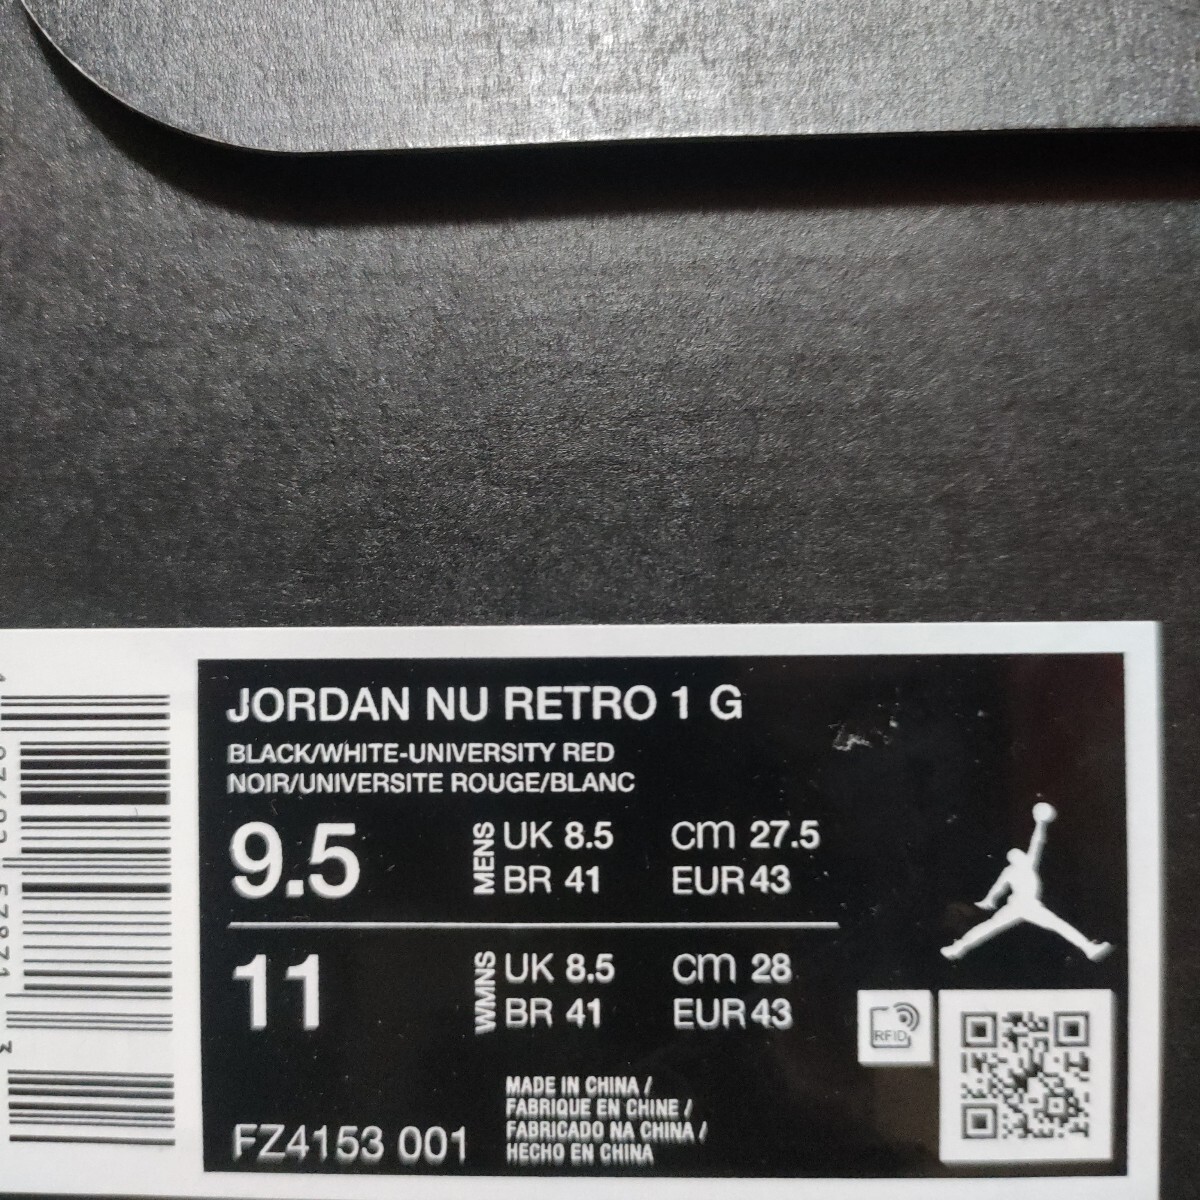 JORDAN NU RETRO 1 G
BLACK/WHITE-UNIVERSITY RED
NOIR/UNIVERSITE ROUGE/BLANC
9.5 MENS UK 8.5 cm 27.5
BR 41 EUR 43
11 WMNS UK 8.5 cm 28
BR 41 EUR 43
RFID
MADE IN CHINA /
FABRIQUE EN CHINE /
FABRICADO NA CHINA /
HECHO EN CHINA
FZ4153 001